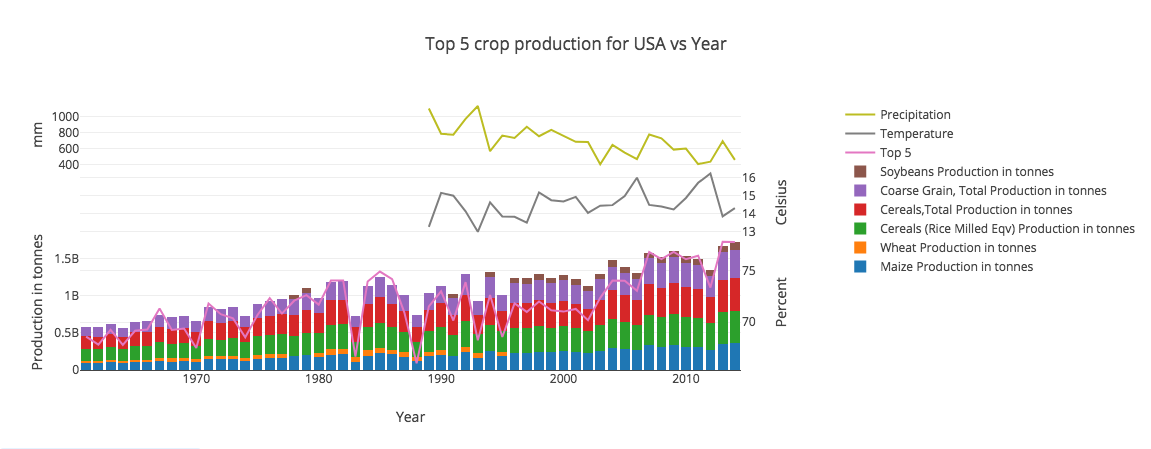 Top 5 crop production for USA vs Year
mm
1000
800
600
400
Precipitation
Temperature
Top 5
Soybeans Production in tonnes
Coarse Grain, Total Production in tonnes
Cereals,Total Production in tonnes
Cereals (Rice Milled Eqv) Production in tonnes
Wheat Production in tonnes
Maize Production in tonnes
16
15
14
13
Celsius
Production in tonnes
1.5B
1B
0.5B
0
75
70
Percent
1970
1980
1990
2000
2010
Year